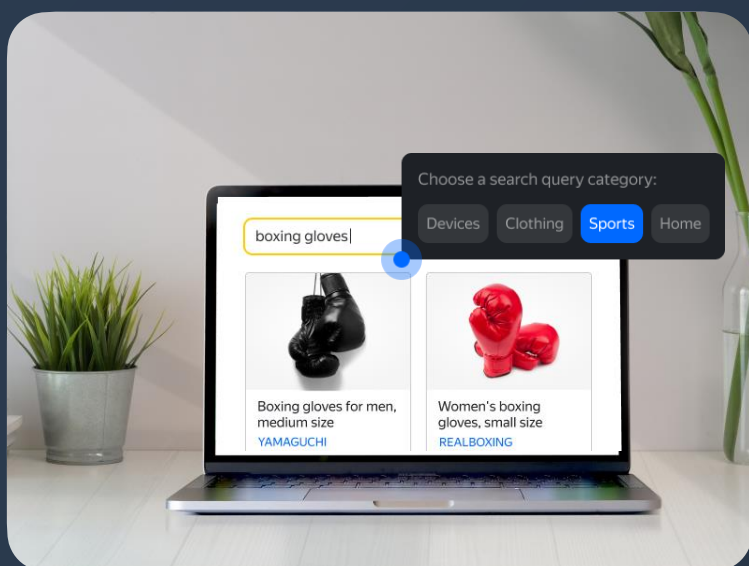 Choose a search query category:
Devices Clothing Sports Home
boxing gloves
Boxing gloves for men,
medium size
YAMAGUCHI
Women's boxing
gloves, small size
REALBOXING